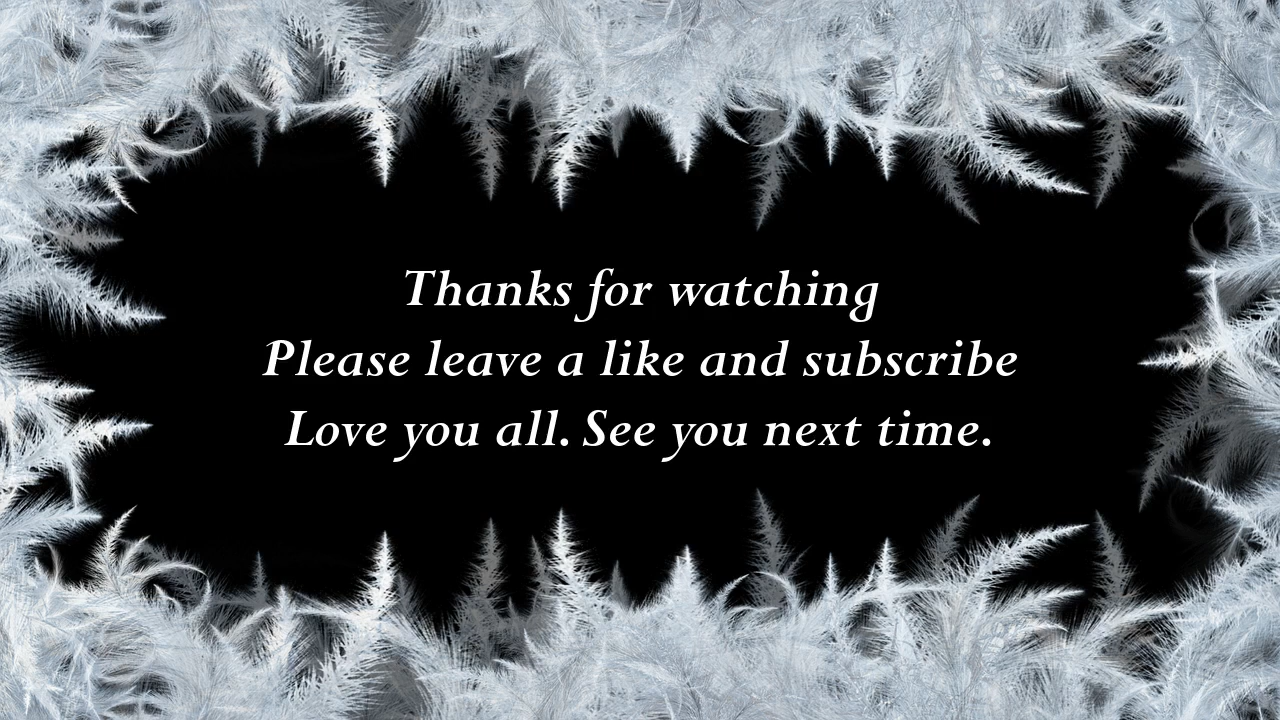 Thanks for watching
Please leave a like and subscribe
Love you all. See you next time.